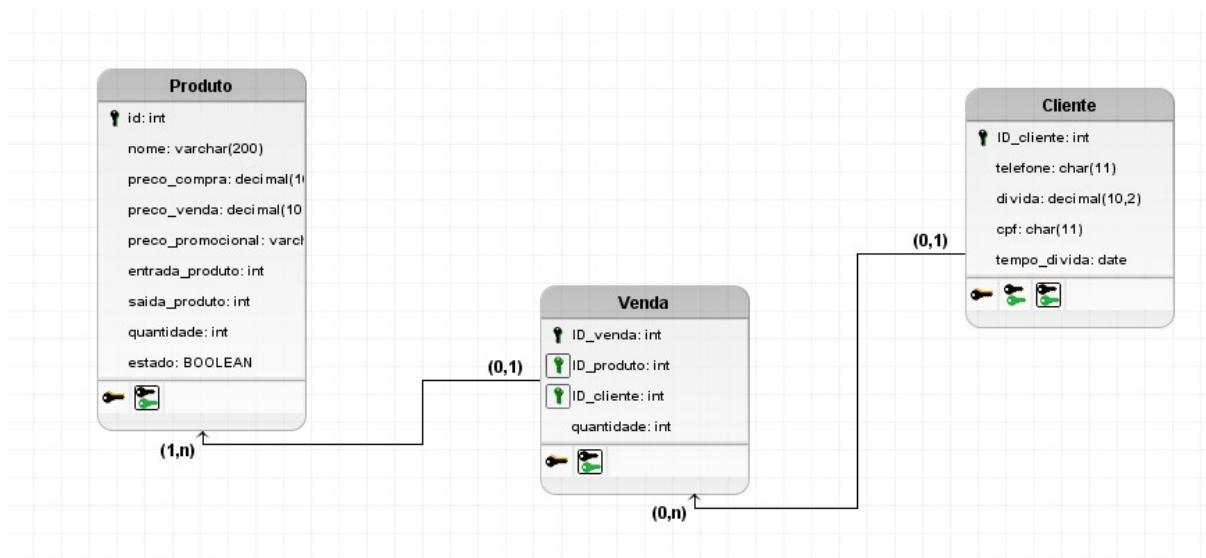 Produto
id: int
nome: varchar(200)
preco_compra: decimal(1
preco_venda: decimal(10
preco_promocional: varch
entrada_produto: int
saida_produto: int
quantidade: int
estado: BOOLEAN
(1,n)
(0,1)
Venda
ID_venda: int
ID_produto: int
ID_cliente: int
quantidade: int
(0,n)
(0,1)
Cliente
ID_cliente: int
telefone: char(11)
divida: decimal(10,2)
cpf: char(11)
tempo_divida: date